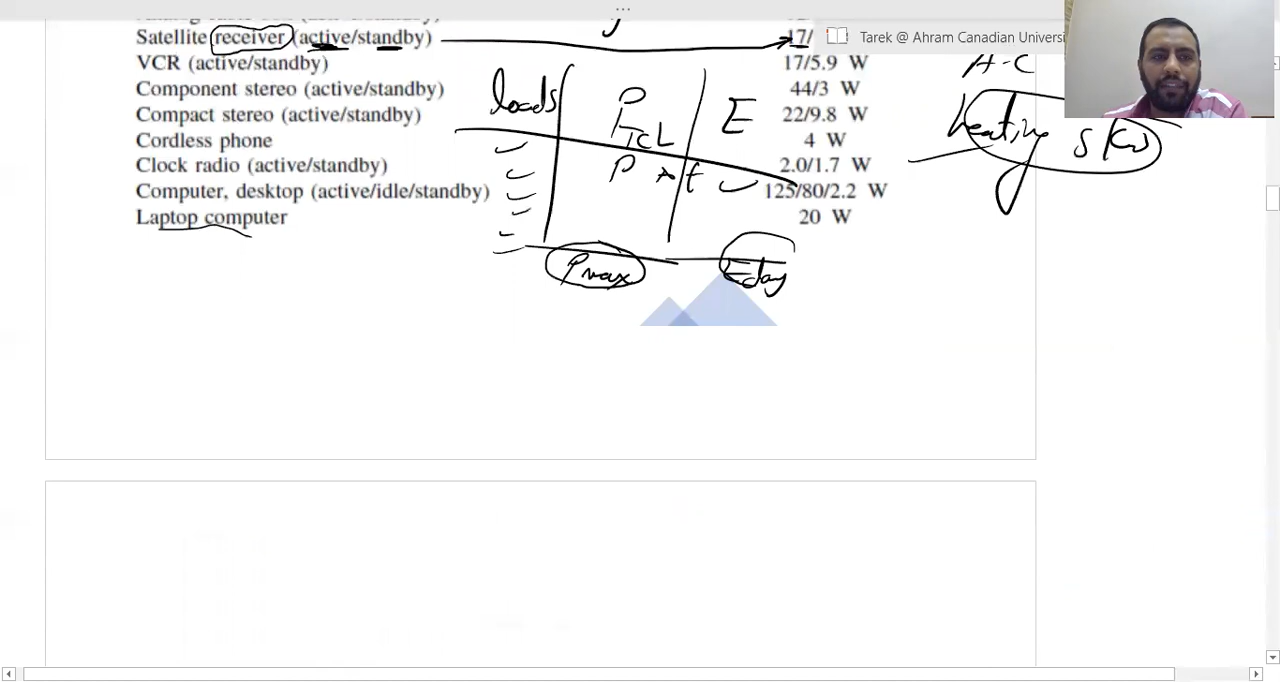 Satellite receiver (active/standby) 17/
Tarek @ Ahram Canadian Universi
VCR (active/standby) 17/5.9 W
A-C
Component stereo (active/standby) 44/3 W
loads P E
Compact stereo (active/standby) 22/9.8 W
heating
Cordless phone 4 W
Clock radio (active/standby) 2.0/1.7 W
P
Computer, desktop (active/idle/standby) 125/80/2.2 W
Laptop computer 20 W
Pmax Eday